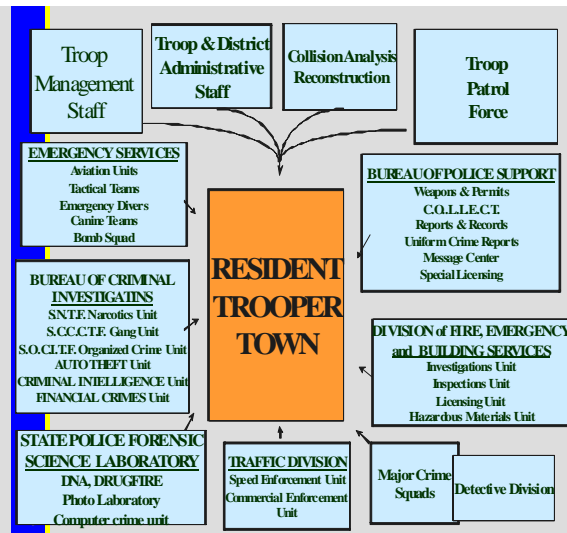 Troop
Management
Staff
Troop & District
Administrative
Staff
Collision Analysis
Reconstruction
Troop
Patrol
Force
EMERGENCY SERVICES
Aviation Units
Tactical Teams
Emergency Divers
Canine Teams
Bomb Squad
BUREAU OF POLICE SUPPORT
Weapons & Permits
C.O.L.L.E.C.T.
Reports & Records
Uniform Crime Reports
Message Center
Special Licensing
RESIDENT
TROOPER
TOWN
BUREAU OF CRIMINAL
INVESTIGATINS
S.N.T.F. Narcotics Unit
S.C.C.T.F. Gang Unit
S.O.C.I.T.F. Organized Crime Unit
AUTO THEFT Unit
CRIMINAL INTELLIGENCE Unit
FINANCIAL CRIMES Unit
DIVISION of FIRE, EMERGENCY
and BUILDING SERVICES
Investigations Unit
Inspections Unit
Licensing Unit
Hazardous Materials Unit
STATE POLICE FORENSIC
SCIENCE LABORATORY
DNA, DRUGFIRE
Photo Laboratory
Computer crime unit
TRAFFIC DIVISION
Speed Enforcement Unit
Commercial Enforcement
Unit
Major Crime
Squads
Detective Division